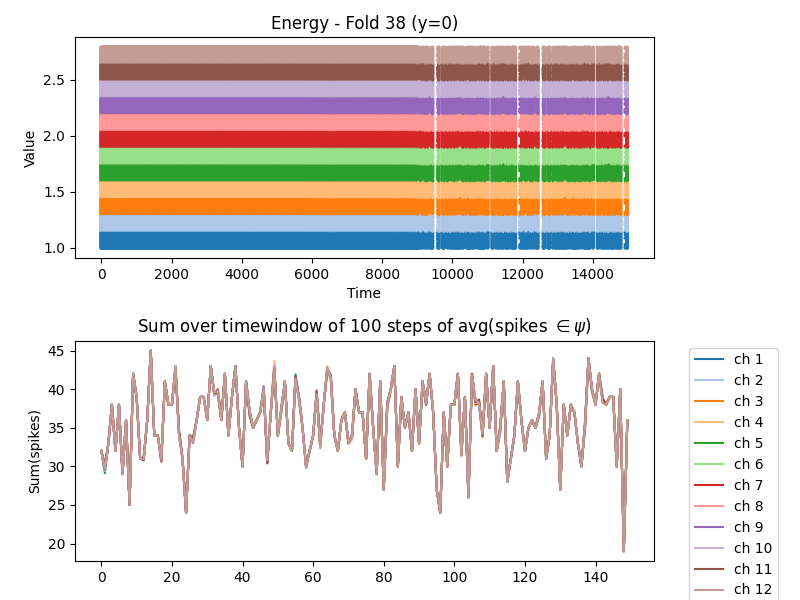 Energy - Fold 38 (y=0)
Value
2.5
2.0
1.5
1.0
0 2000 4000 6000 8000 10000 12000 14000
Time
Sum over timewindow of 100 steps of avg(spikes ∈ ψ)
Sum(spikes)
45
40
35
30
25
20
0 20 40 60 80 100 120 140
ch 1
ch 2
ch 3
ch 4
ch 5
ch 6
ch 7
ch 8
ch 9
ch 10
ch 11
ch 12